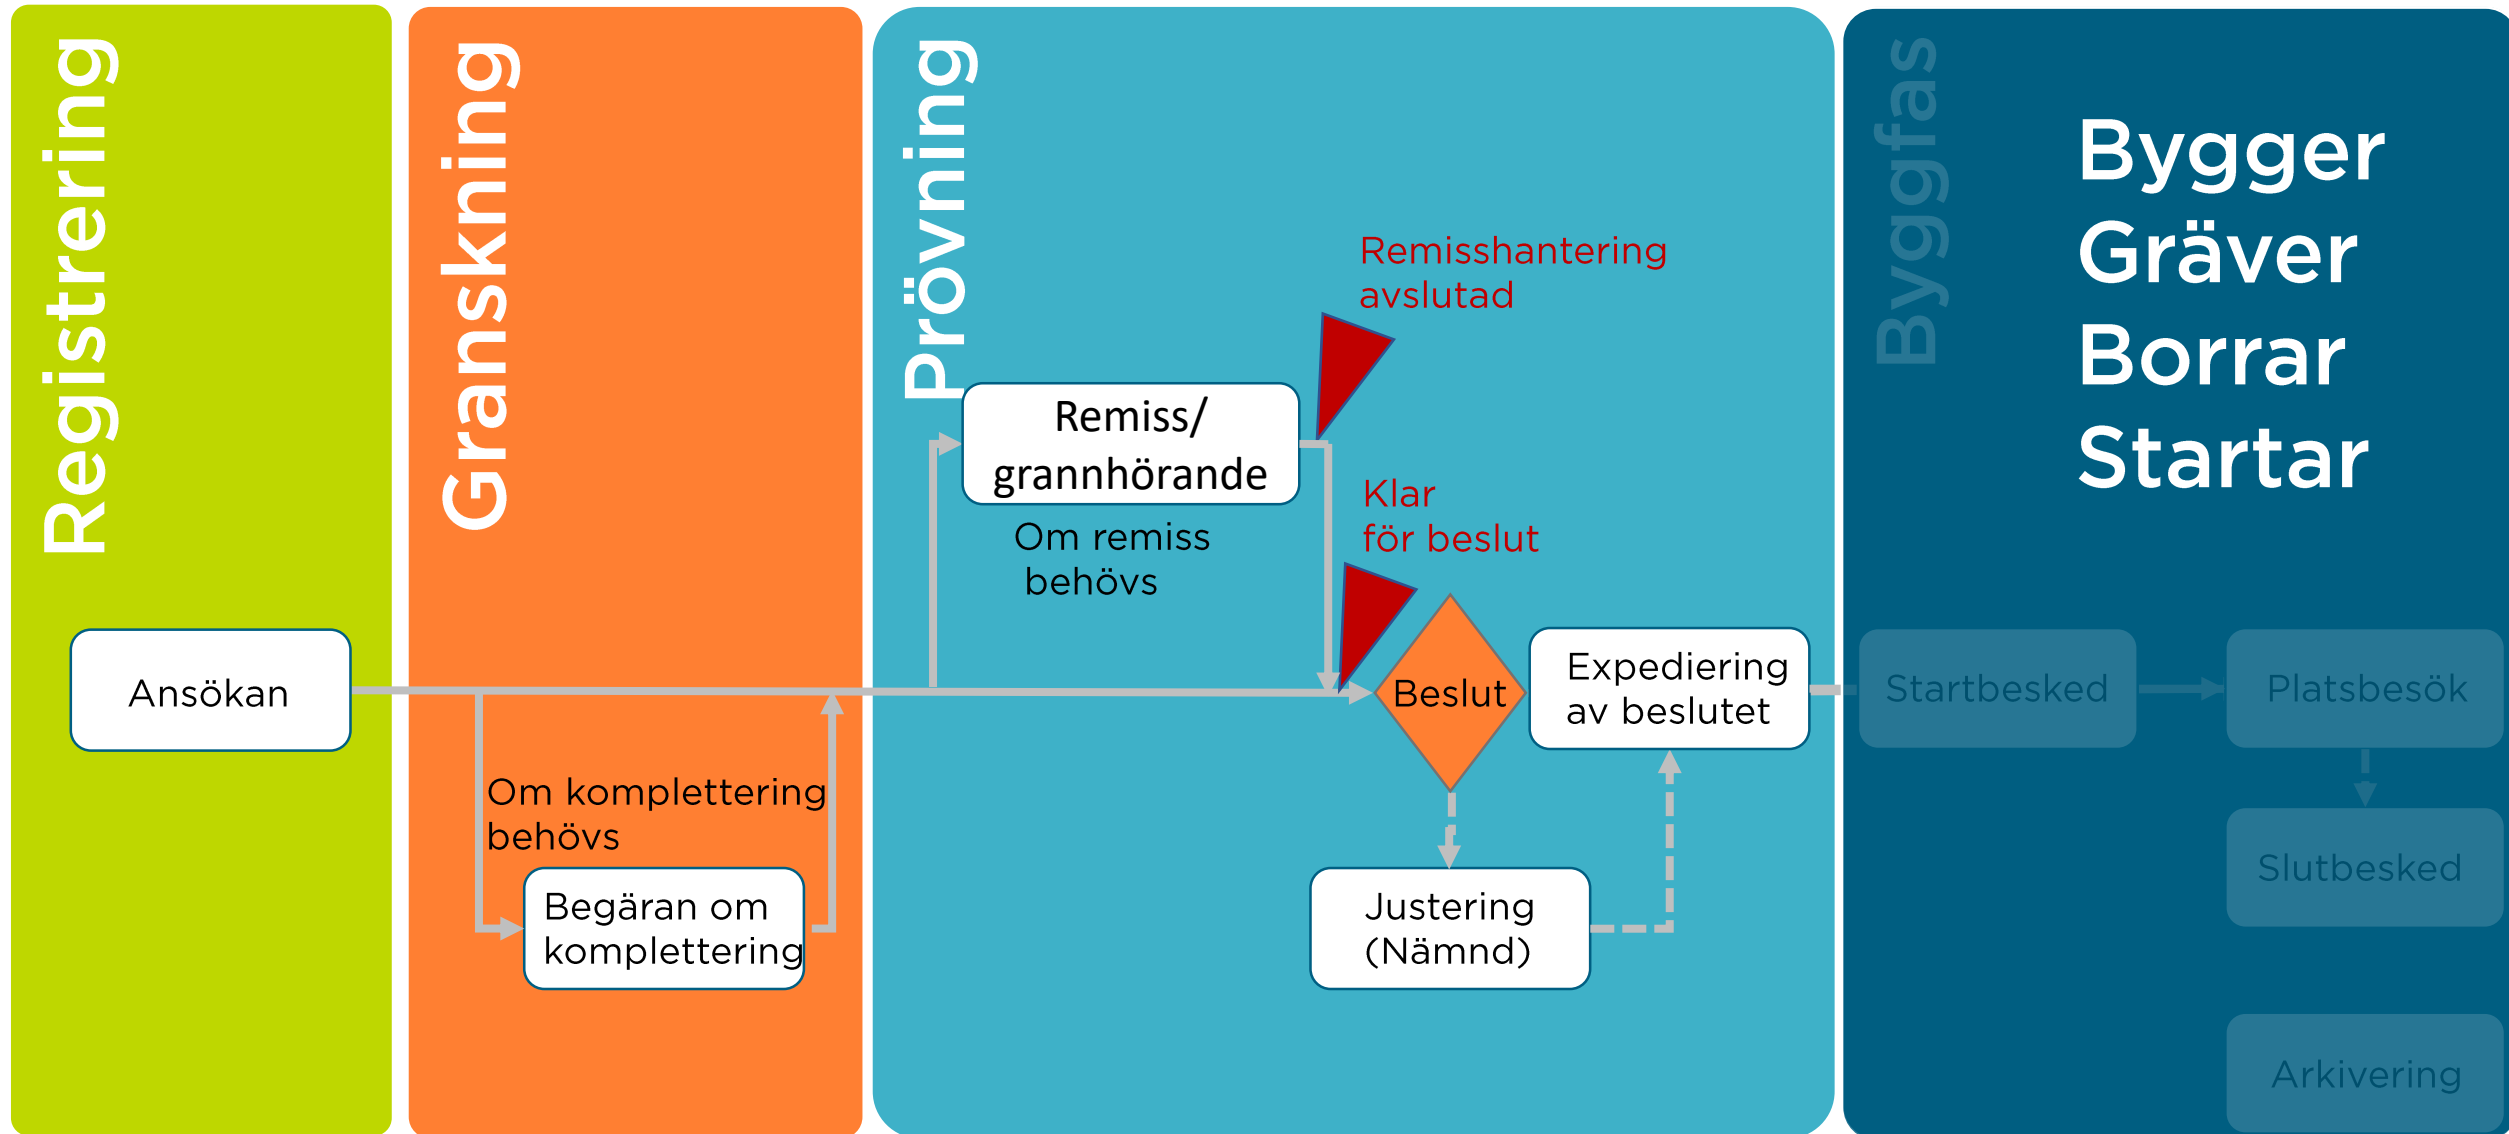 Registrering
Ansökan
Granskning
Om komplettering
behövs
Begäran om
komplettering
Prövning
Remisshantering
avslutad
Remiss/
grannhörande
Om remiss
behövs
Klar
för beslut
Beslut
Expediering
av beslutet
Justering
(Nämnd)
Byggfas
Bygger
Gräver
Borrar
Startar
Startbesked
Platsbesök
Slutbesked
Arkivering